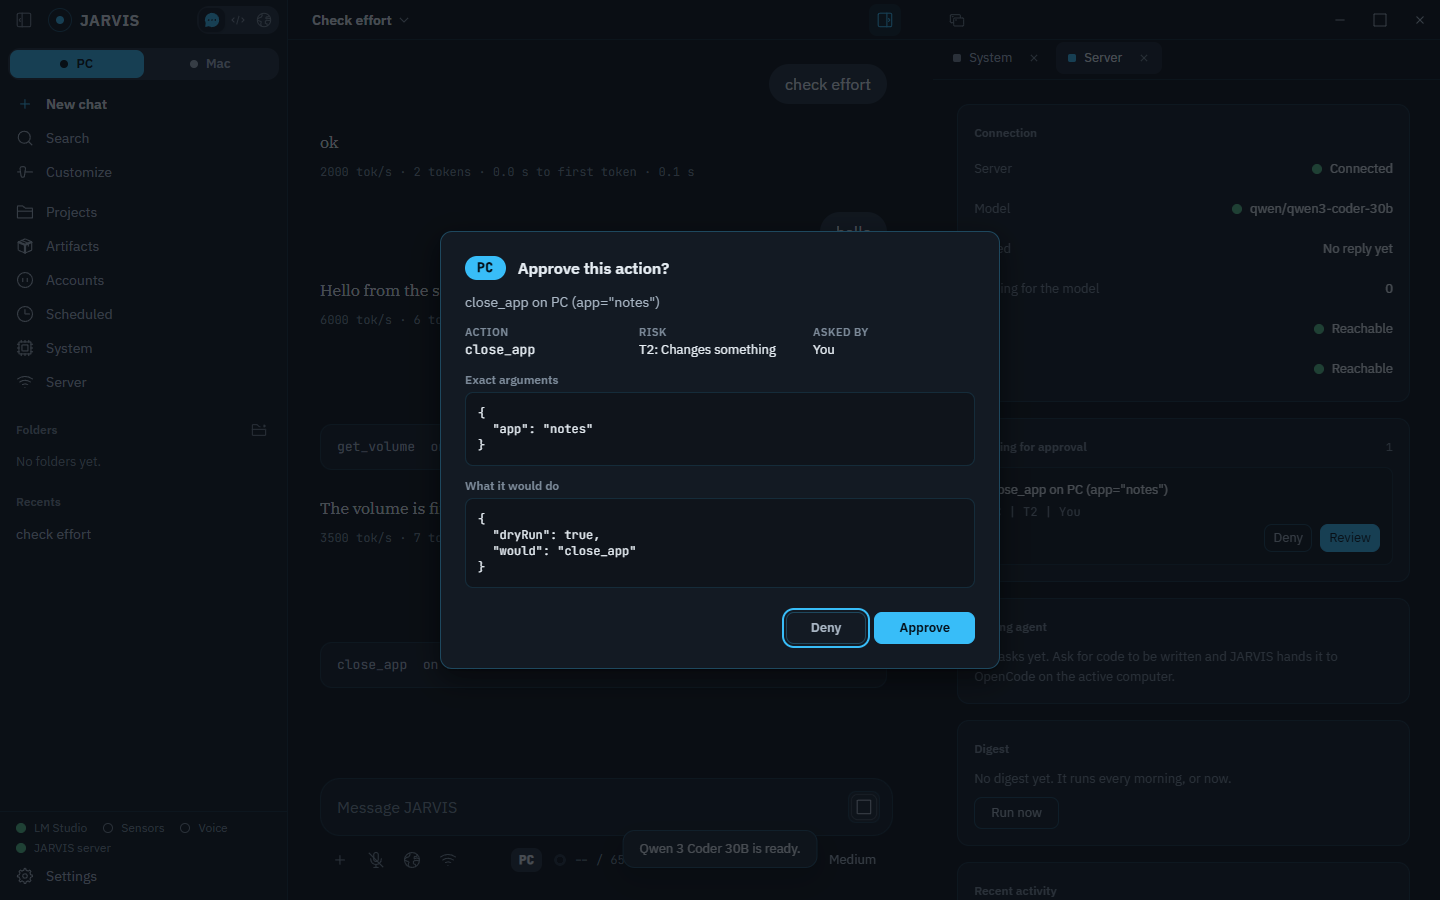 JARVIS
PC
Mac
New chat
Search
Customize
Projects
Artifacts
Accounts
Scheduled
System
Server
Folders
No folders yet.
Recents
check effort
LM Studio
Sensors
Voice
JARVIS server
Settings
Check effort
check effort
ok
2000 tok/s · 2 tokens · 0.0 s to first token · 0.1 s
hello
Hello from the s
6000 tok/s · 6 to
get_volume o
The volume is fi
3500 tok/s · 7 to
close_app on
Message JARVIS
PC
-- / 65
Medium
Qwen 3 Coder 30B is ready.
PC
Approve this action?
close_app on PC (app="notes")
ACTION
RISK
ASKED BY
close_app
T2: Changes something
You
Exact arguments
{
"app": "notes"
}
What it would do
{
"dryRun": true,
"would": "close_app"
}
Deny
Approve
System
Server
Connection
Server
Connected
Model
qwen/qwen3-coder-30b
No reply yet
ing for the model
0
Reachable
Reachable
ing for approval
1
ose_app on PC (app="notes")
| T2 | You
Deny
Review
ng agent
asks yet. Ask for code to be written and JARVIS hands it to
OpenCode on the active computer.
Digest
No digest yet. It runs every morning, or now.
Run now
Recent activity